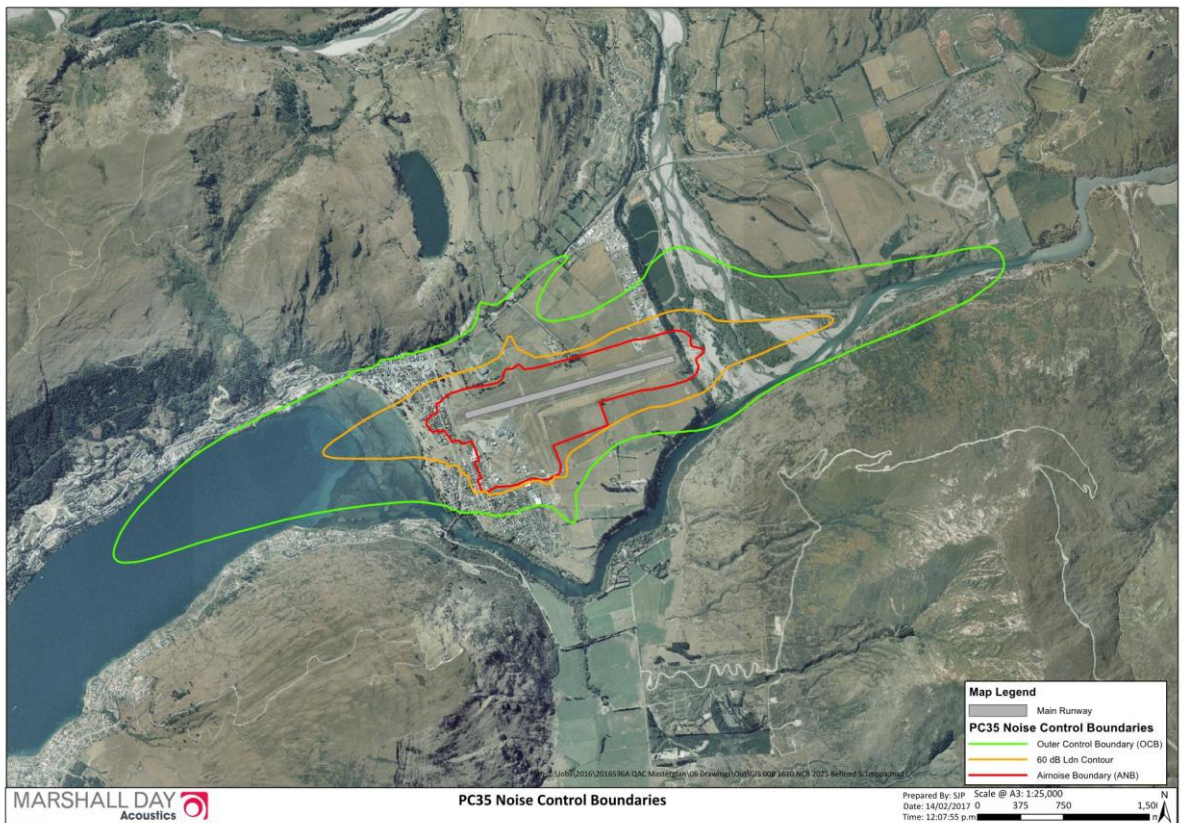 Map Legend
Main Runway
PC35 Noise Control Boundaries
Outer Control Boundary (OCB)
60 dB Ldn Contour
Airnoise Boundary (ANB)
MARSHALL DAY
Acoustics
PC35 Noise Control Boundaries
Prepared By: SJP
Date: 14/02/2017
Time: 12:07:55 p.m
Scale @ A3: 1:25,000
0 375 750 1,50
N